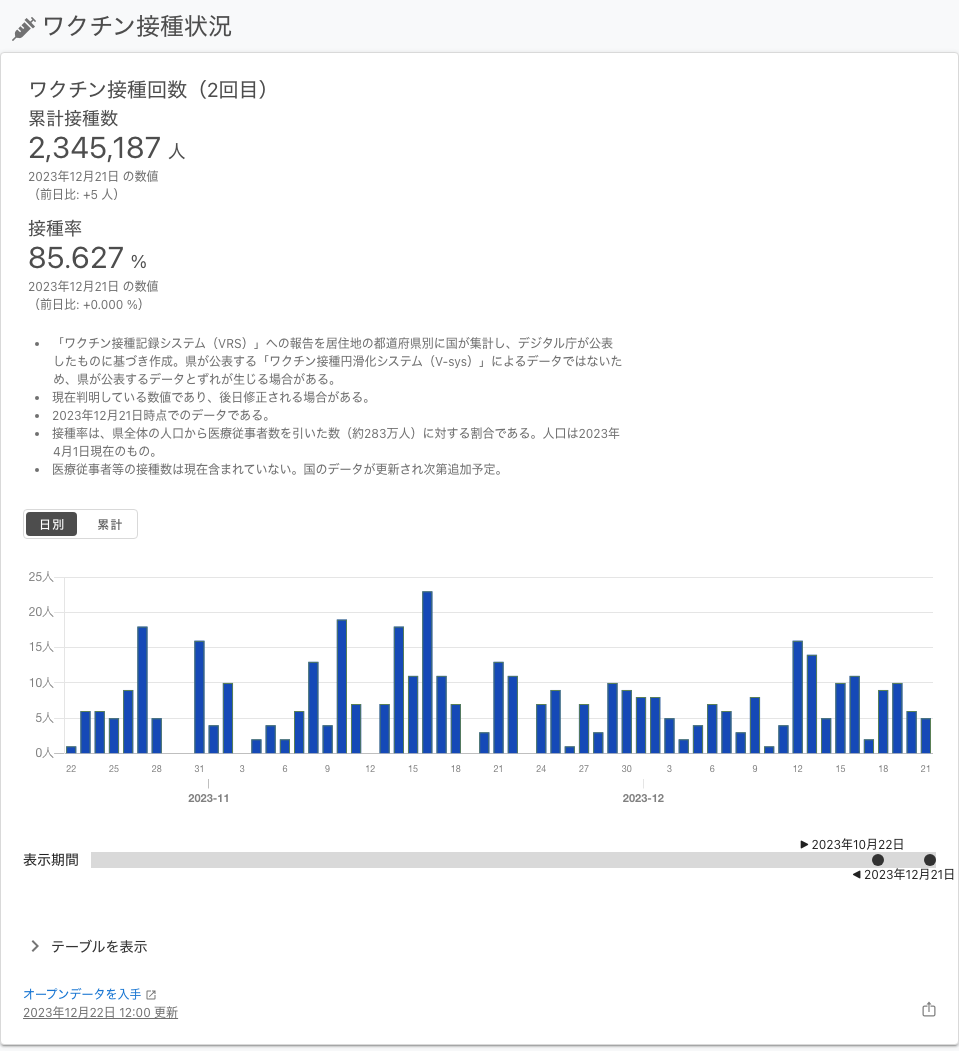 ワクチン接種状況
ワクチン接種回数（2回目）
累計接種数
2,345,187 人
2023年12月21日 の数値
（前日比: +5 人）
接種率
85.627 %
2023年12月21日 の数値
（前日比: +0.000 %）
• 「ワクチン接種記録システム（VRS）」への報告を居住地の都道府県別に国が集計し、デジタル庁が公表
したものに基づき作成。県が公表する「ワクチン接種円滑化システム（V-sys）」によるデータではないた
め、県が公表するデータとずれが生じる場合がある。
• 現在判明している数値であり、後日修正される場合がある。
• 2023年12月21日時点でのデータである。
• 接種率は、県全体の人口から医療従事者数を引いた数（約283万人）に対する割合である。人口は2023年
4月1日現在のもの。
• 医療従事者等の接種数は現在含まれていない。国のデータが更新され次第追加予定。
日別 累計
25人
20人
15人
10人
5人
0人
22 25 28 31 3 6 9 12 15 18 21 24 27 30 3 6 9 12 15 18 21
2023-11 2023-12
▶ 2023年10月22日
表示期間
◀ 2023年12月21日
テーブルを表示
オープンデータを入手
2023年12月22日 12:00 更新